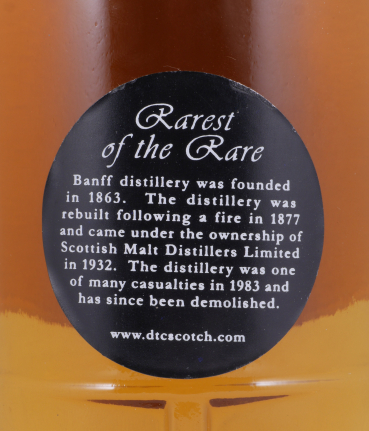 Rarest
of the Rare
Banff distillery was founded
in 1863. The distillery was
rebuilt following a fire in 1877
and came under the ownership of
Scottish Malt Distillers Limited
in 1932. The distillery was one
of many casualties in 1983 and
has since been demolished.
www.dtcscotch.com